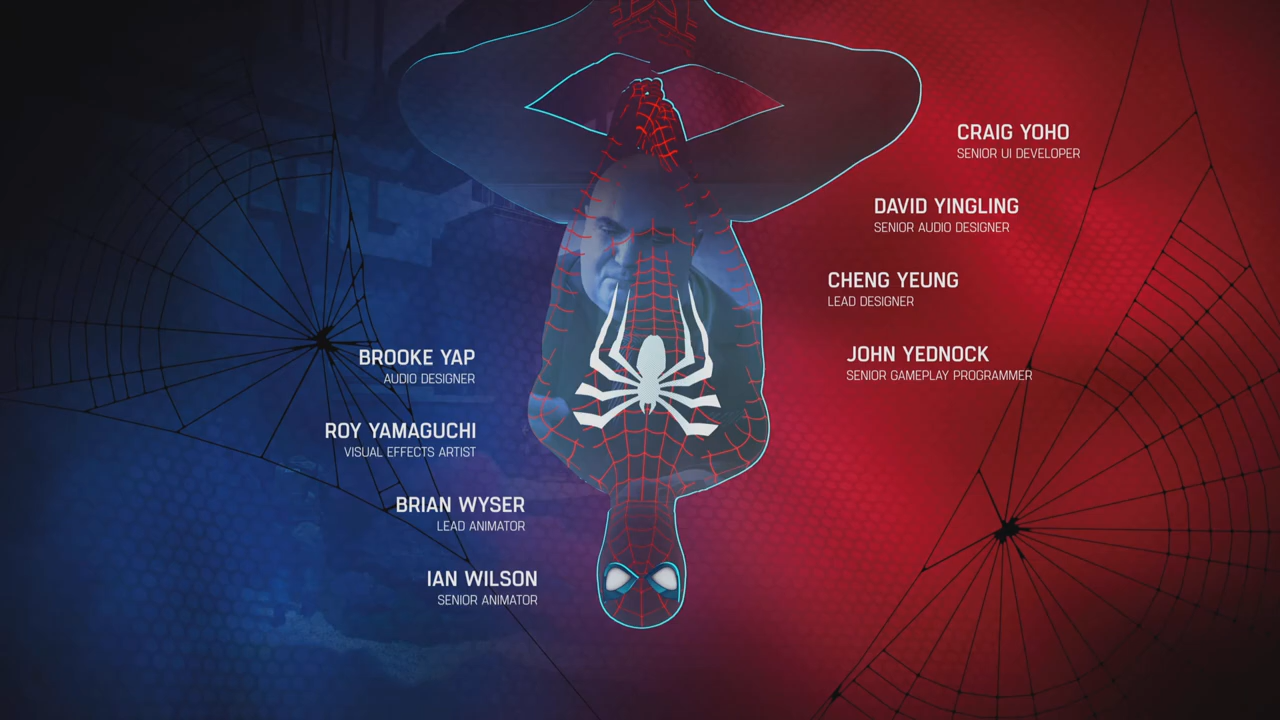 BROOKE YAP
AUDIO DESIGNER
ROY YAMAGUCHI
VISUAL EFFECTS ARTIST
BRIAN WYSER
LEAD ANIMATOR
IAN WILSON
SENIOR ANIMATOR
CRAIG YOHO
SENIOR UI DEVELOPER
DAVID YINGLING
SENIOR AUDIO DESIGNER
CHENG YEUNG
LEAD DESIGNER
JOHN YEDNOCK
SENIOR GAMEPLAY PROGRAMMER